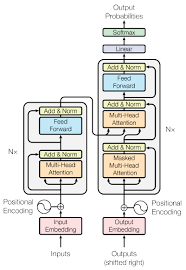 Output
Probabilities
Softmax
Linear
Add & Norm
Feed
Forward
Add & Norm
Multi-Head
Attention
Add & Norm
Feed
Forward
N×
Add & Norm
Multi-Head
Attention
Add & Norm
Masked
Multi-Head
Attention
N×
Positional
Encoding
Positional
Encoding
Input
Embedding
Output
Embedding
Inputs
Outputs
(shifted right)